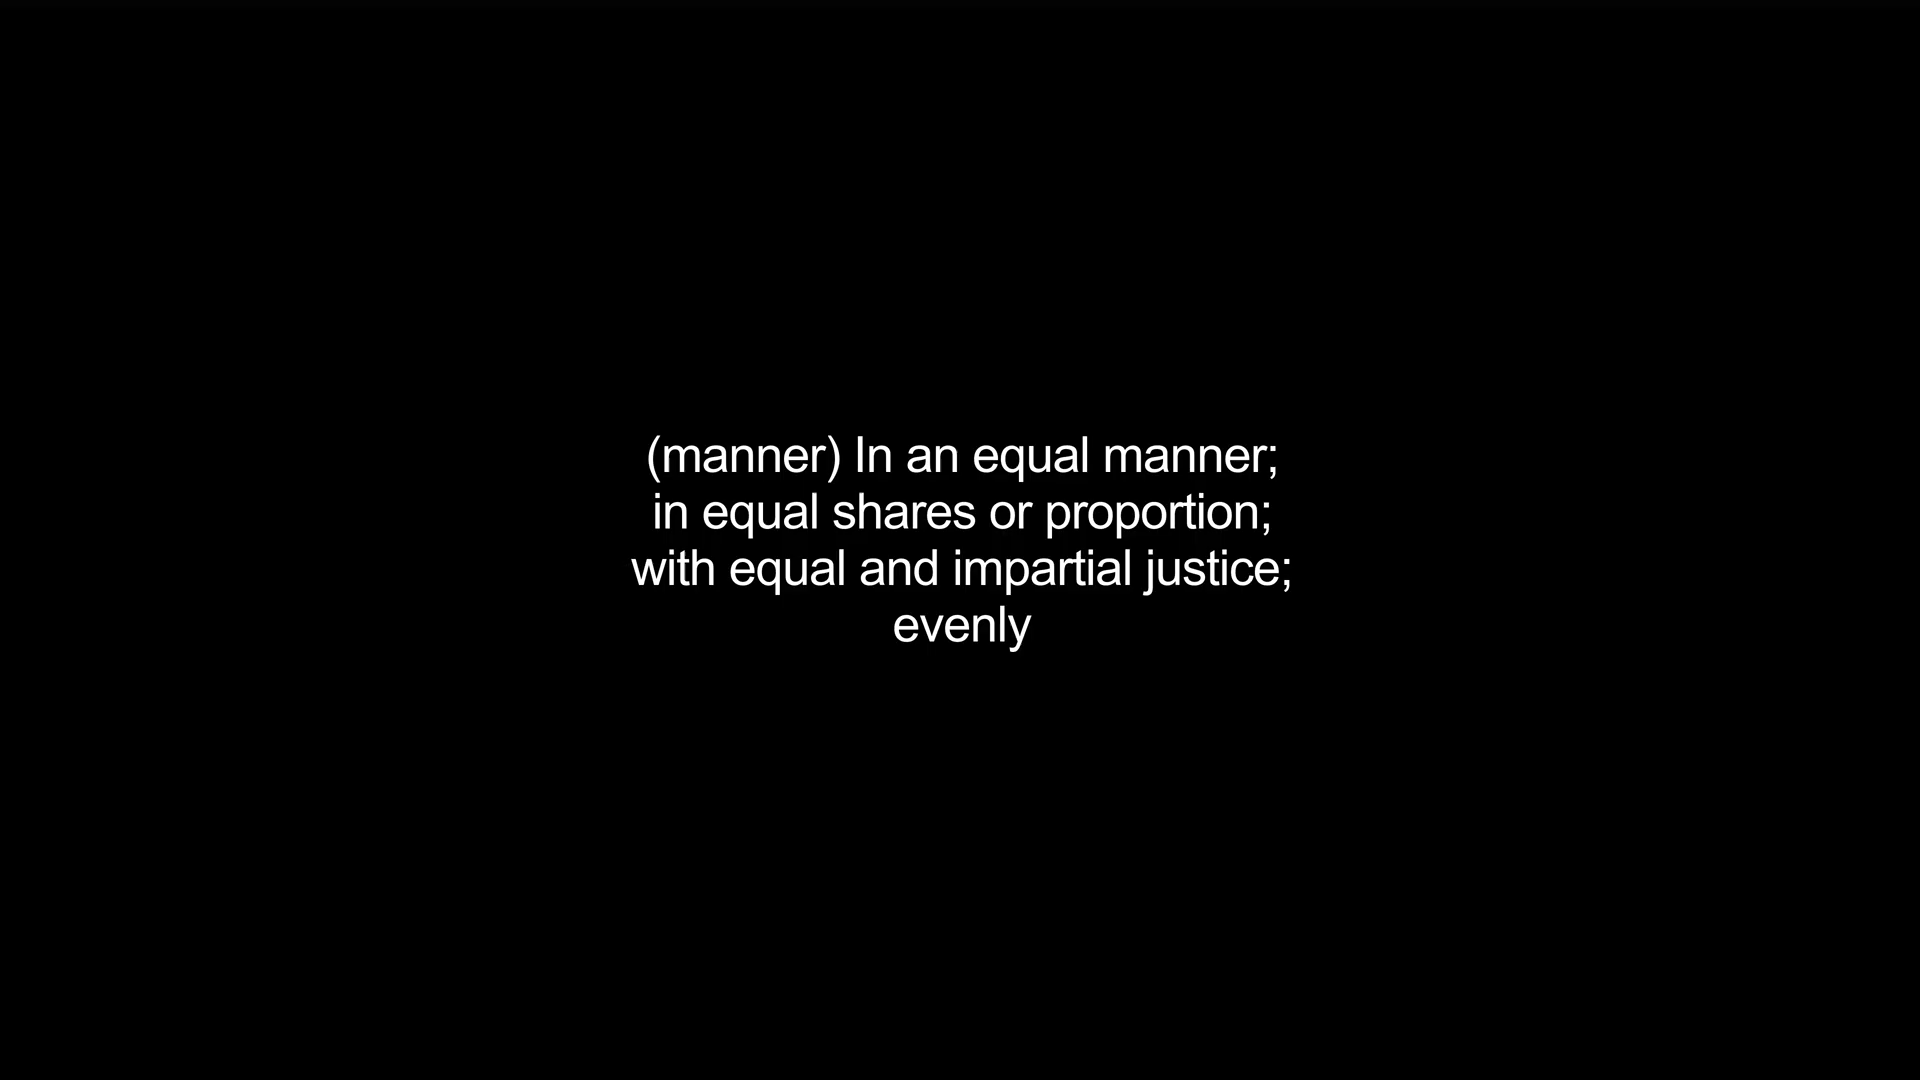 (manner) In an equal manner;
in equal shares or proportion;
with equal and impartial justice;
evenly